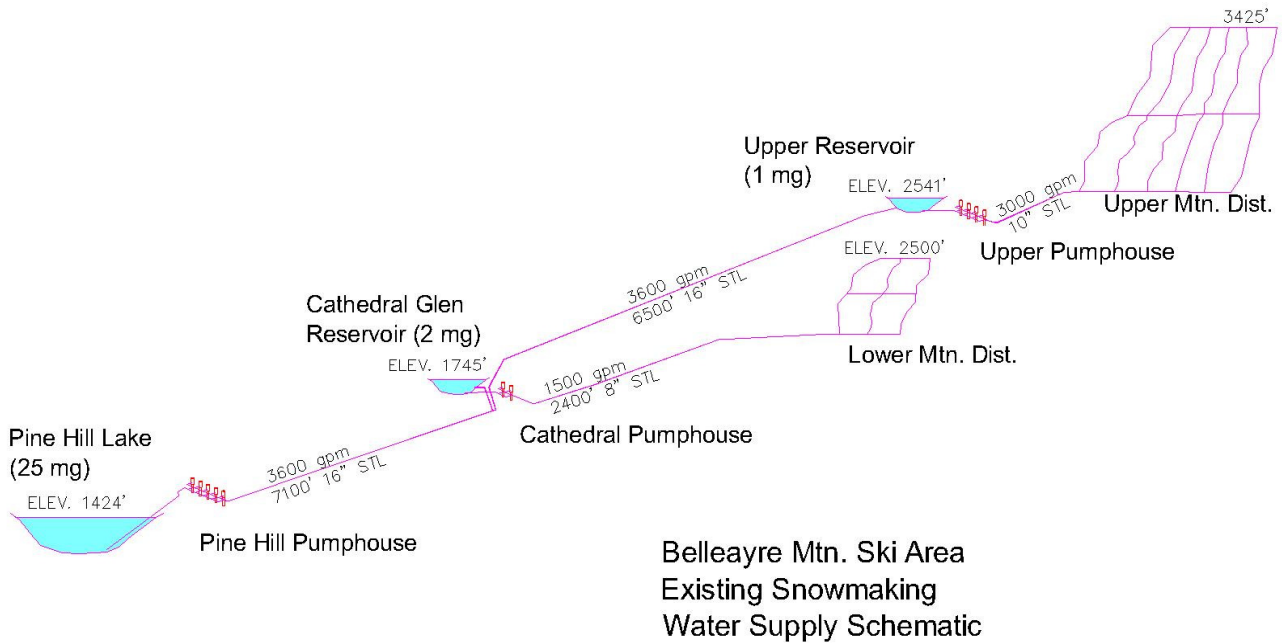 3425'
Upper Reservoir
(1 mg)
ELEV. 2541'
3000 gpm
10" STL
Upper Mtn. Dist.
Upper Pumphouse
ELEV. 2500'
3600 gpm
6500' 16" STL
Cathedral Glen
Reservoir (2 mg)
ELEV. 1745'
Lower Mtn. Dist.
1500 gpm
2400' 8" STL
Cathedral Pumphouse
Pine Hill Lake
(25 mg)
ELEV. 1424'
3600 gpm
7100' 16" STL
Pine Hill Pumphouse
Belleayre Mtn. Ski Area
Existing Snowmaking
Water Supply Schematic